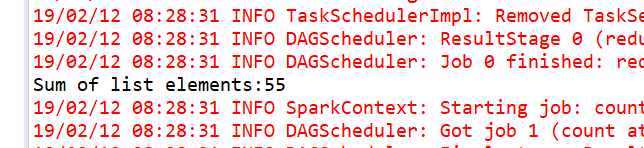 19/02/12 08:28:31 INFO TaskSchedulerImpl: Removed TaskSe
19/02/12 08:28:31 INFO DAGScheduler: ResultStage 0 (redu
19/02/12 08:28:31 INFO DAGScheduler: Job 0 finished: red
Sum of list elements:55
19/02/12 08:28:31 INFO SparkContext: Starting job: count
19/02/12 08:28:31 INFO DAGScheduler: Got job 1 (count at